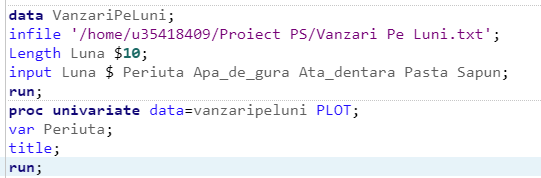 data VanzariPeLuni;
infile '/home/u35418409/Proiect PS/Vanzari Pe Luni.txt';
Length Luna $10;
input Luna $ Periuta Apa_de_gura Ata_dentara Pasta Sapun;
run;
proc univariate data=vanzaripeluni PLOT;
var Periuta;
title;
run;